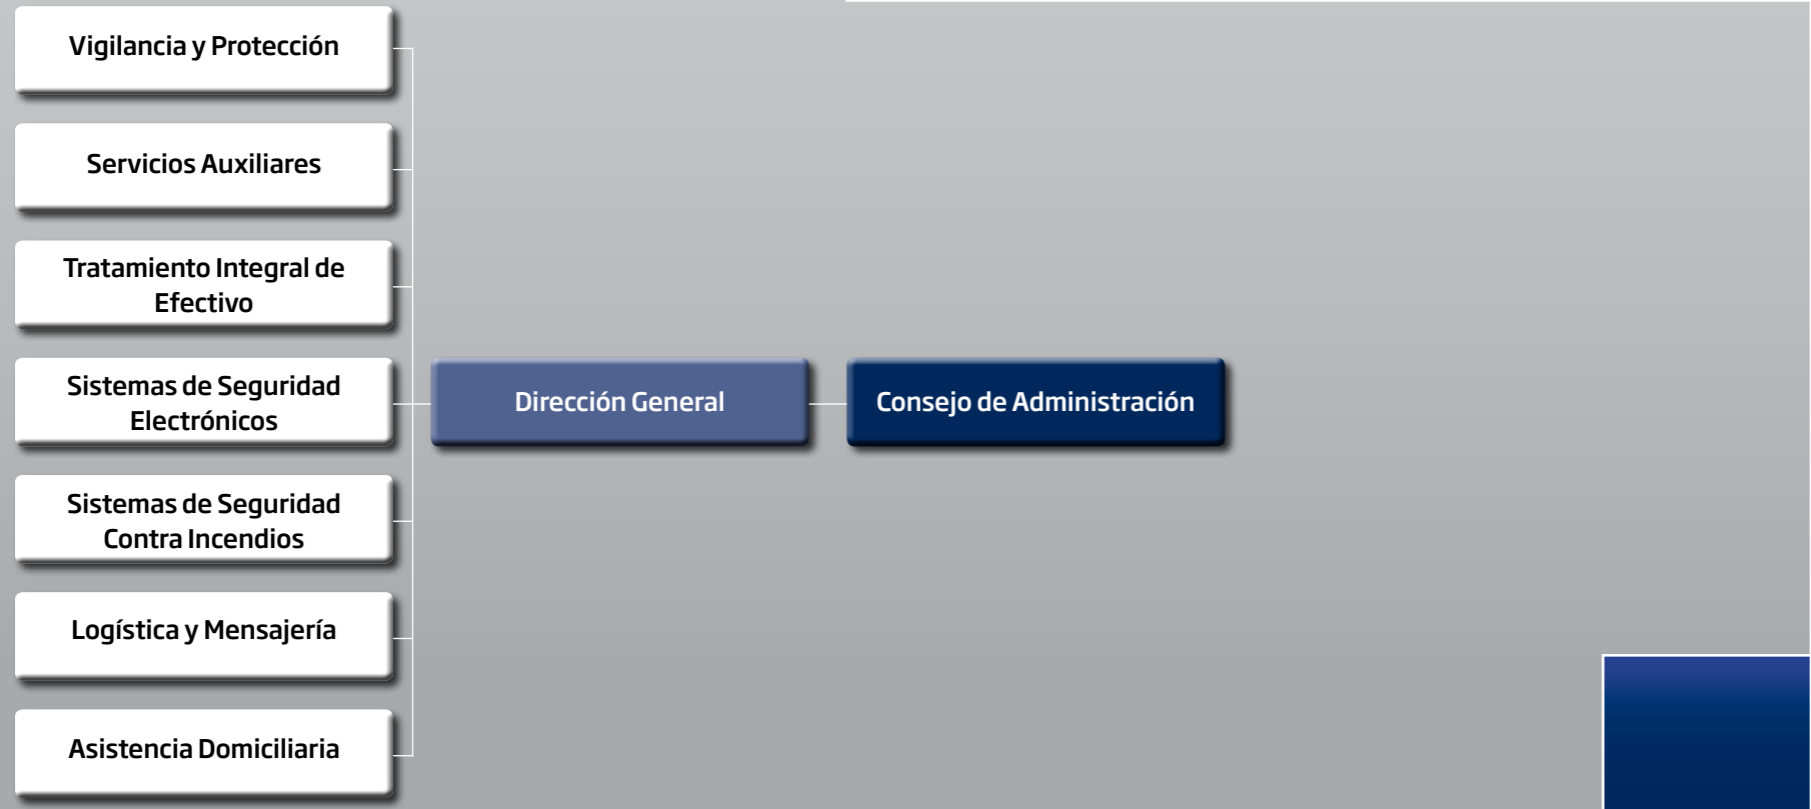 Vigilancia y Protección
Servicios Auxiliares
Tratamiento Integral de
Efectivo
Sistemas de Seguridad
Electrónicos
Dirección General
Consejo de Administración
Sistemas de Seguridad
Contra Incendios
Logística y Mensajería
Asistencia Domiciliaria